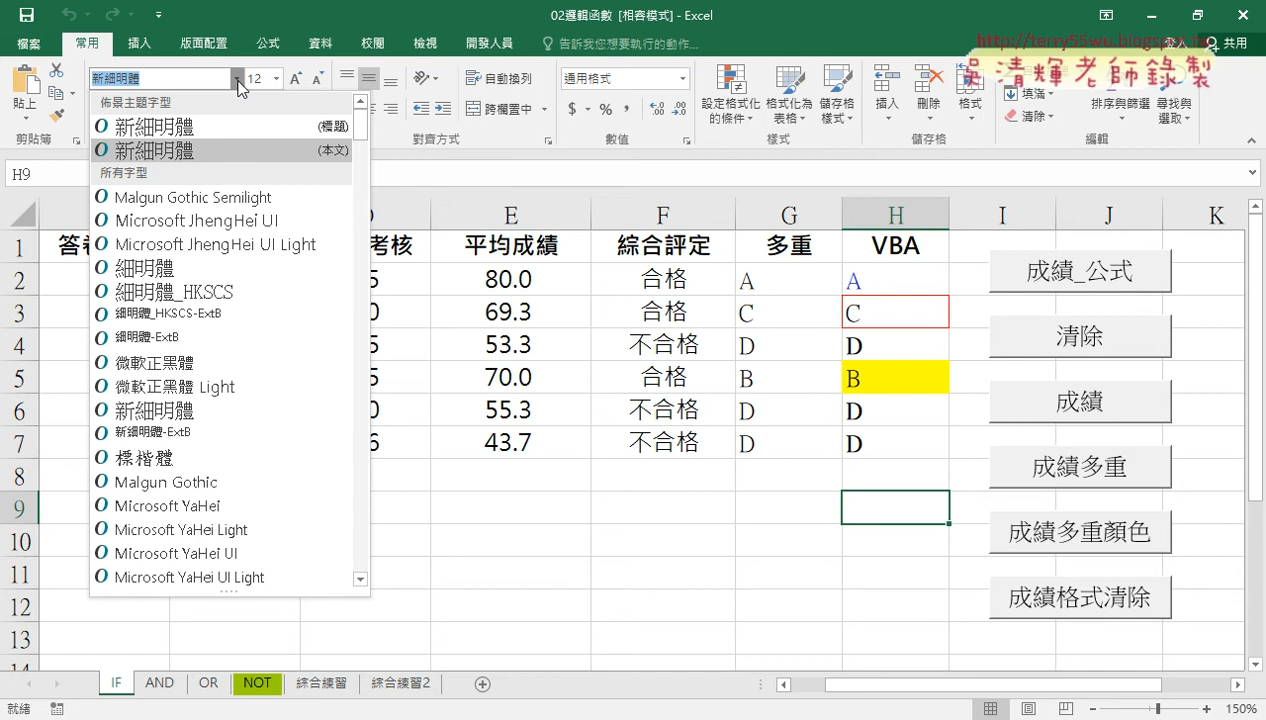 02邏輯函數 [相容模式] - Excel
http://terry55wu.blogspot.
吳清輝老師錄製
檔案 常用 插入 版面配置 公式 資料 校閱 檢視 開發人員 告訴我您想要執行的動作... 登入 共用
貼上
剪貼簿
新細明體 12
自動換列
跨欄置中
對齊方式
通用格式
$ % ,
數值
設定格式化的條件
格式化為表格
儲存格樣式
樣式
插入 刪除 格式
儲存格
填滿
清除
排序與篩選
尋找與選取
編輯
H9
佈景主題字型
新細明體 (標題)
新細明體 (本文)
所有字型
Malgun Gothic Semilight
Microsoft JhengHei UI
Microsoft JhengHei UI Light
細明體
細明體_HKSCS
細明體_HKSCS-ExtB
細明體-ExtB
微軟正黑體
微軟正黑體 Light
新細明體
新細明體-ExtB
標楷體
Malgun Gothic
Microsoft YaHei
Microsoft YaHei Light
Microsoft YaHei UI
Microsoft YaHei UI Light
E F G H I J K
1 考核 平均成績 綜合評定 多重 VBA
2 5 80.0 合格 A A
3 0 69.3 合格 C C
4 5 53.3 不合格 D D
5 5 70.0 合格 B B
6 0 55.3 不合格 D D
7 6 43.7 不合格 D D
8
9
10
11
12
13
14
成績_公式
清除
成績
成績多重
成績多重顏色
成績格式清除
IF AND OR NOT 綜合練習 綜合練習2
就緒
150%